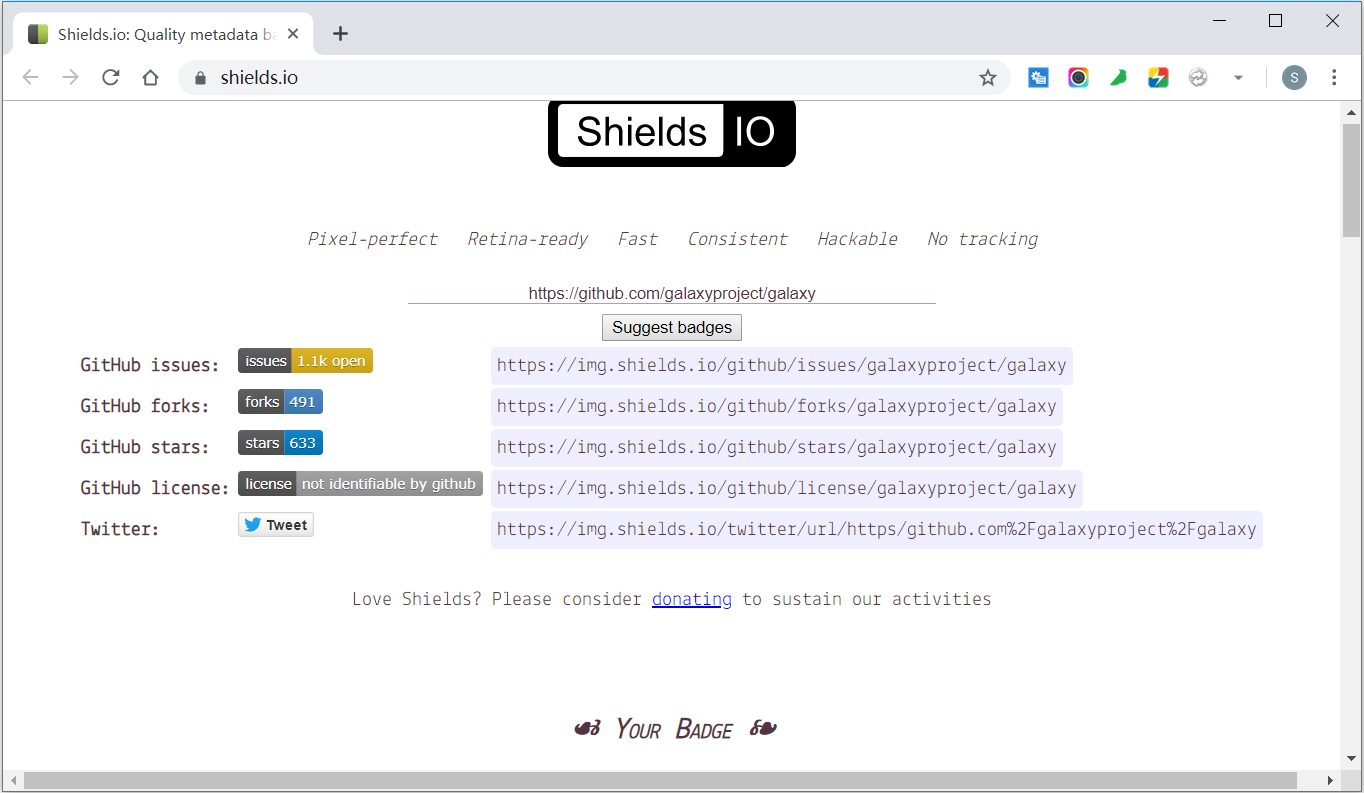 Shields.io: Quality metadata ba
shields.io
S
Shields IO
Pixel-perfect Retina-ready Fast Consistent Hackable No tracking
https://github.com/galaxyproject/galaxy
Suggest badges
GitHub issues: issues 1.1k open https://img.shields.io/github/issues/galaxyproject/galaxy
GitHub forks: forks 491 https://img.shields.io/github/forks/galaxyproject/galaxy
GitHub stars: stars 633 https://img.shields.io/github/stars/galaxyproject/galaxy
GitHub license: license not identifiable by github https://img.shields.io/github/license/galaxyproject/galaxy
Twitter: Tweet https://img.shields.io/twitter/url/https/github.com%2Fgalaxyproject%2Fgalaxy
Love Shields? Please consider donating to sustain our activities
☙ Your Badge ❧